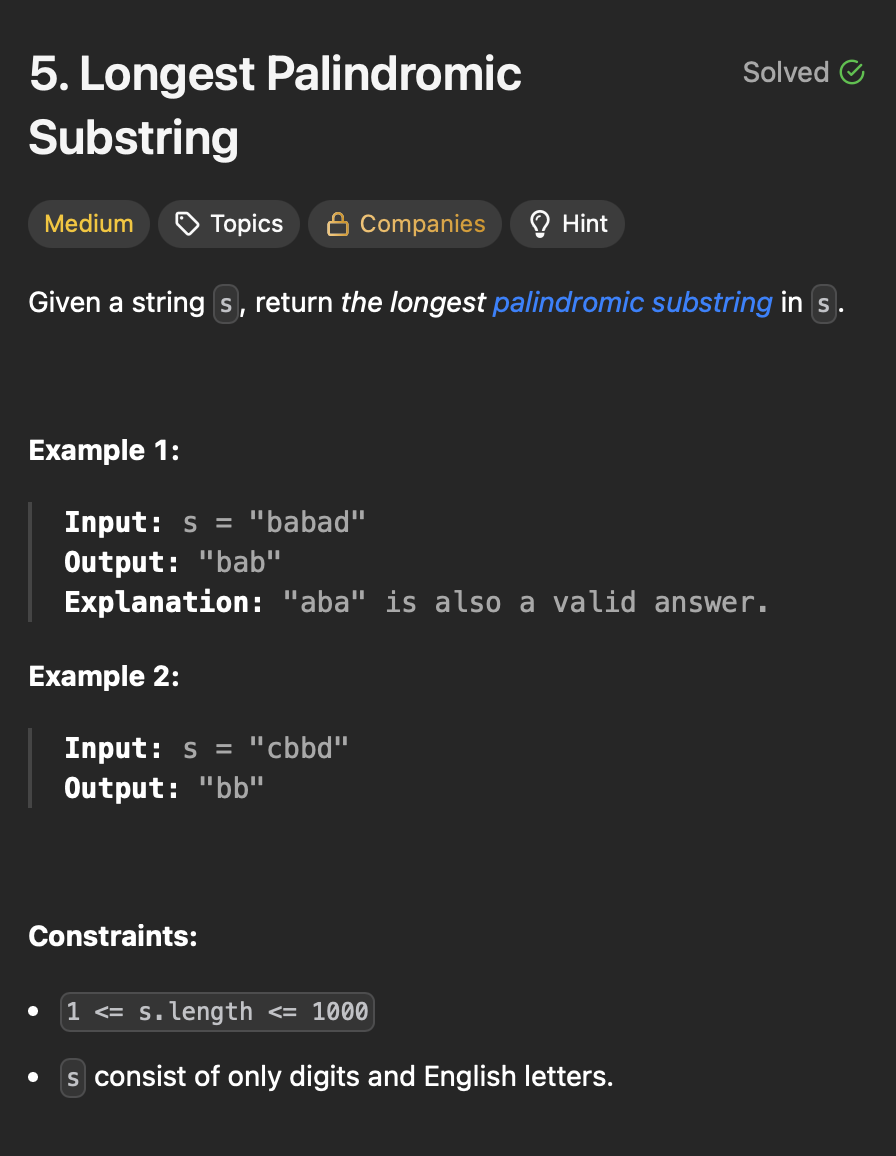 5. Longest Palindromic
Solved
Substring
Medium
Topics
Companies
Hint
Given a string s, return the longest palindromic substring in s.
Example 1:
Input: s = "babad"
Output: "bab"
Explanation: "aba" is also a valid answer.
Example 2:
Input: s = "cbbd"
Output: "bb"
Constraints:
1 <= s.length <= 1000
s consist of only digits and English letters.